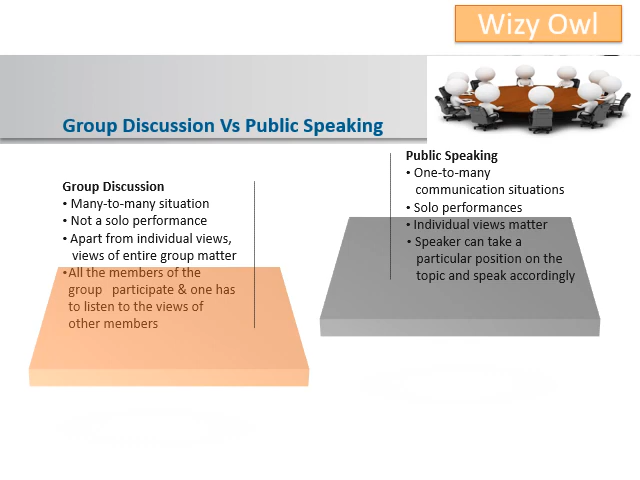 Wizy Owl
Group Discussion Vs Public Speaking
Group Discussion
• Many-to-many situation
• Not a solo performance
• Apart from individual views,
views of entire group matter
• All the members of the
group participate & one has
to listen to the views of
other members
Public Speaking
• One-to-many
communication situations
• Solo performances
• Individual views matter
• Speaker can take a
particular position on the
topic and speak accordingly